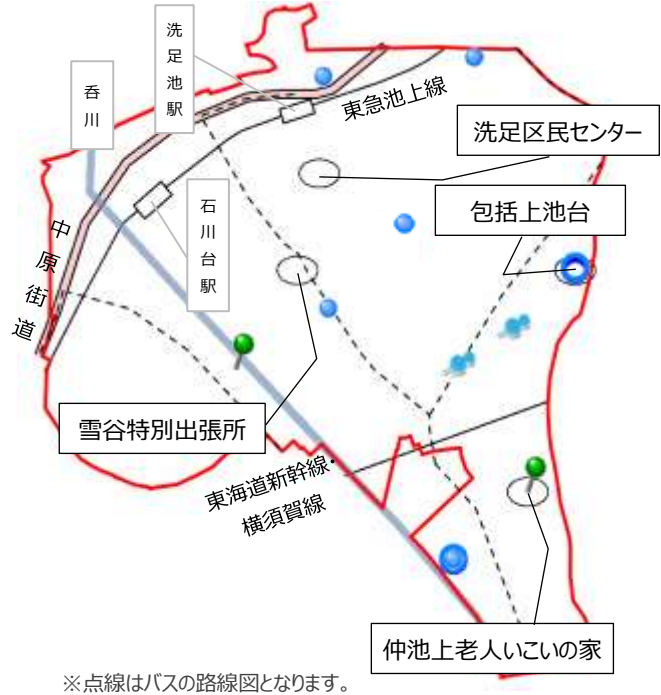 洗足池駅
呑川
東急池上線
洗足区民センター
包括上池台
石川台駅
中原街道
雪谷特別出張所
東海道新幹線・
横須賀線
仲池上老人いこいの家
※点線はバスの路線図となります。